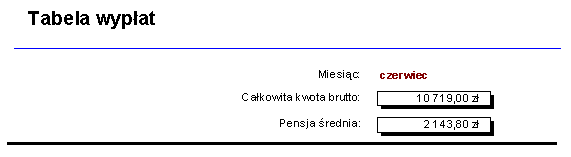 Tabela wypłat
Miesiąc: czerwiec
Całkowita kwota brutto: 10 719,00 zł
Pensja średnia: 2 143,80 zł